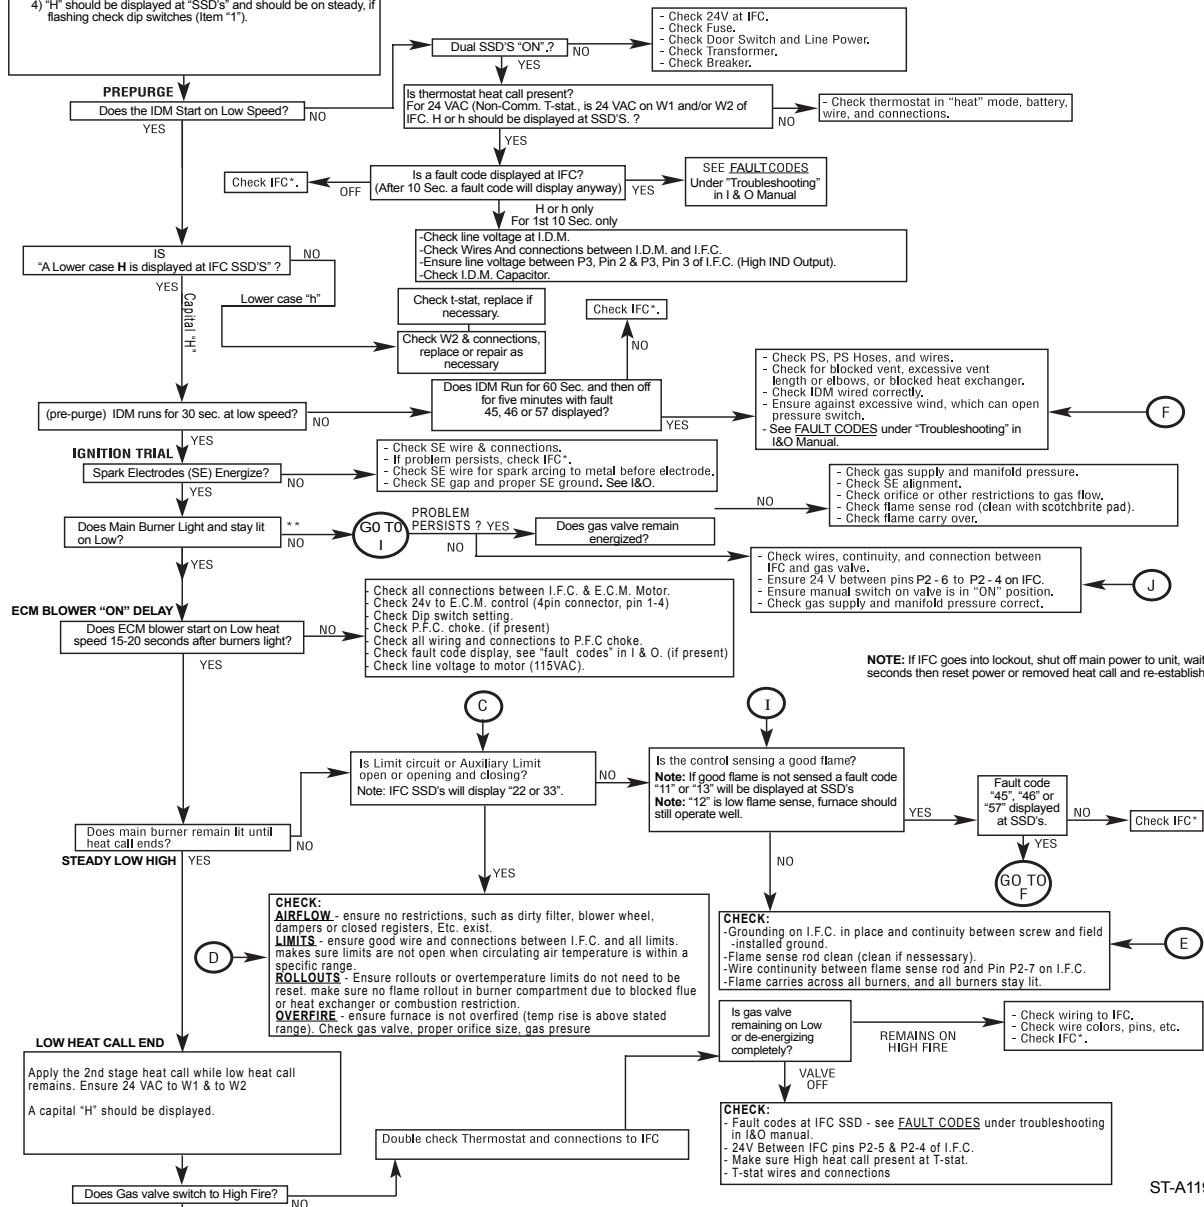 4) “H” should be displayed at “SSD’s” and should be on steady, if
flashing check dip switches (Item “1”).
PREPURGE
Does the IDM Start on Low Speed?
NO
YES
Dual SSD'S “ON”.?
NO
YES
- Check 24V at IFC.
- Check Fuse.
- Check Door Switch and Line Power.
- Check Transformer.
- Check Breaker.
Is thermostat heat call present?
For 24 VAC (Non-Comm. T-stat., is 24 VAC on W1 and/or W2 of
IFC. H or h should be displayed at SSD'S. ?
NO
YES
- Check thermostat in “heat” mode, battery,
wire, and connections.
Is a fault code displayed at IFC?
(After 10 Sec. a fault code will display anyway)
OFF
Check IFC*.
YES
SEE FAULT CODES
Under ”Troubleshooting”
in I & O Manual
H or h only
For 1st 10 Sec. only
-Check line voltage at I.D.M.
-Check Wires And connections between I.D.M. and I.F.C.
-Ensure line voltage between P3, Pin 2 & P3, Pin 3 of I.F.C. (High IND Output).
-Check I.D.M. Capacitor.
IS
“A Lower case H is displayed at IFC SSD'S” ?
NO
YES
Capital “H”
Lower case “h”
Check t-stat, replace if
necessary.
Check W2 & connections,
replace or repair as
necessary
Check IFC*.
NO
(pre-purge) IDM runs for 30 sec. at low speed?
NO
YES
Does IDM Run for 60 Sec. and then off
for five minutes with fault
45, 46 or 57 displayed?
YES
- Check PS, PS Hoses, and wires.
- Check for blocked vent, excessive vent
length or elbows, or blocked heat exchanger.
- Check IDM wired correctly.
- Ensure against excessive wind, which can open
pressure switch.
- See FAULT CODES under “Troubleshooting” in
I&O Manual.
F
IGNITION TRIAL
Spark Electrodes (SE) Energize?
NO
YES
- Check SE wire & connections.
- If problem persists, check IFC*.
- Check SE wire for spark arcing to metal before electrode.
- Check SE gap and proper SE ground. See I&O.
Does Main Burner Light and stay lit
on Low?
**
NO
YES
GO TO
I
PROBLEM
PERSISTS ? YES
NO
Does gas valve remain
energized?
NO
- Check gas supply and manifold pressure.
- Check SE alignment.
- Check orifice or other restrictions to gas flow.
- Check flame sense rod (clean with scotchbrite pad).
- Check flame carry over.
- Check wires, continuity, and connection between
IFC and gas valve.
- Ensure 24 V between pins P2 - 6 to P2 - 4 on IFC.
- Ensure manual switch on valve is in “ON” position.
- Check gas supply and manifold pressure correct.
J
ECM BLOWER “ON” DELAY
Does ECM blower start on Low heat
speed 15-20 seconds after burners light?
NO
YES
- Check all connections between I.F.C. & E.C.M. Motor.
- Check 24v to E.C.M. control (4pin connector, pin 1-4)
- Check Dip switch setting.
- Check P.F.C. choke. (if present)
- Check all wiring and connections to P.F.C choke.
- Check fault code display, see “fault codes” in I & O. (if present)
- Check line voltage to motor (115VAC).
NOTE: If IFC goes into lockout, shut off main power to unit, wait
seconds then reset power or removed heat call and re-establish
C
I
Is Limit circuit or Auxiliary Limit
open or opening and closing?
Note: IFC SSD’s will display “22 or 33”.
NO
YES
Is the control sensing a good flame?
Note: If good flame is not sensed a fault code
“11” or “13” will be displayed at SSD’s
Note: “12” is low flame sense, furnace should
still operate well.
YES
NO
Fault code
“45”, “46” or
“57” displayed
at SSD's.
NO
Check IFC*
YES
GO TO
F
Does main burner remain lit until
heat call ends?
NO
STEADY LOW HIGH
YES
D
CHECK:
AIRFLOW - ensure no restrictions, such as dirty filter, blower wheel,
dampers or closed registers, Etc. exist.
LIMITS - ensure good wire and connections between I.F.C. and all limits.
makes sure limits are not open when circulating air temperature is within a
specific range.
ROLLOUTS - Ensure rollouts or overtemperature limits do not need to be
reset. make sure no flame rollout in burner compartment due to blocked flue
or heat exchanger or combustion restriction.
OVERFIRE - ensure furnace is not overfired (temp rise is above stated
range). Check gas valve, proper orifice size, gas presure
CHECK:
-Grounding on I.F.C. in place and continuity between screw and field
-installed ground.
-Flame sense rod clean (clean if nessessary).
-Wire continunity between flame sense rod and Pin P2-7 on I.F.C.
-Flame carries across all burners, and all burners stay lit.
E
LOW HEAT CALL END
Apply the 2nd stage heat call while low heat call
remains. Ensure 24 VAC to W1 & to W2
A capital “H” should be displayed.
Is gas valve
remaining on Low
or de-energizing
completely?
REMAINS ON
HIGH FIRE
- Check wiring to IFC.
- Check wire colors, pins, etc.
- Check IFC*.
VALVE
OFF
CHECK:
- Fault codes at IFC SSD - see FAULT CODES under troubleshooting
in I&O manual.
- 24V Between IFC pins P2-5 & P2-4 of I.F.C.
- Make sure High heat call present at T-stat.
- T-stat wires and connections
Double check Thermostat and connections to IFC
Does Gas valve switch to High Fire?
NO
ST-A119